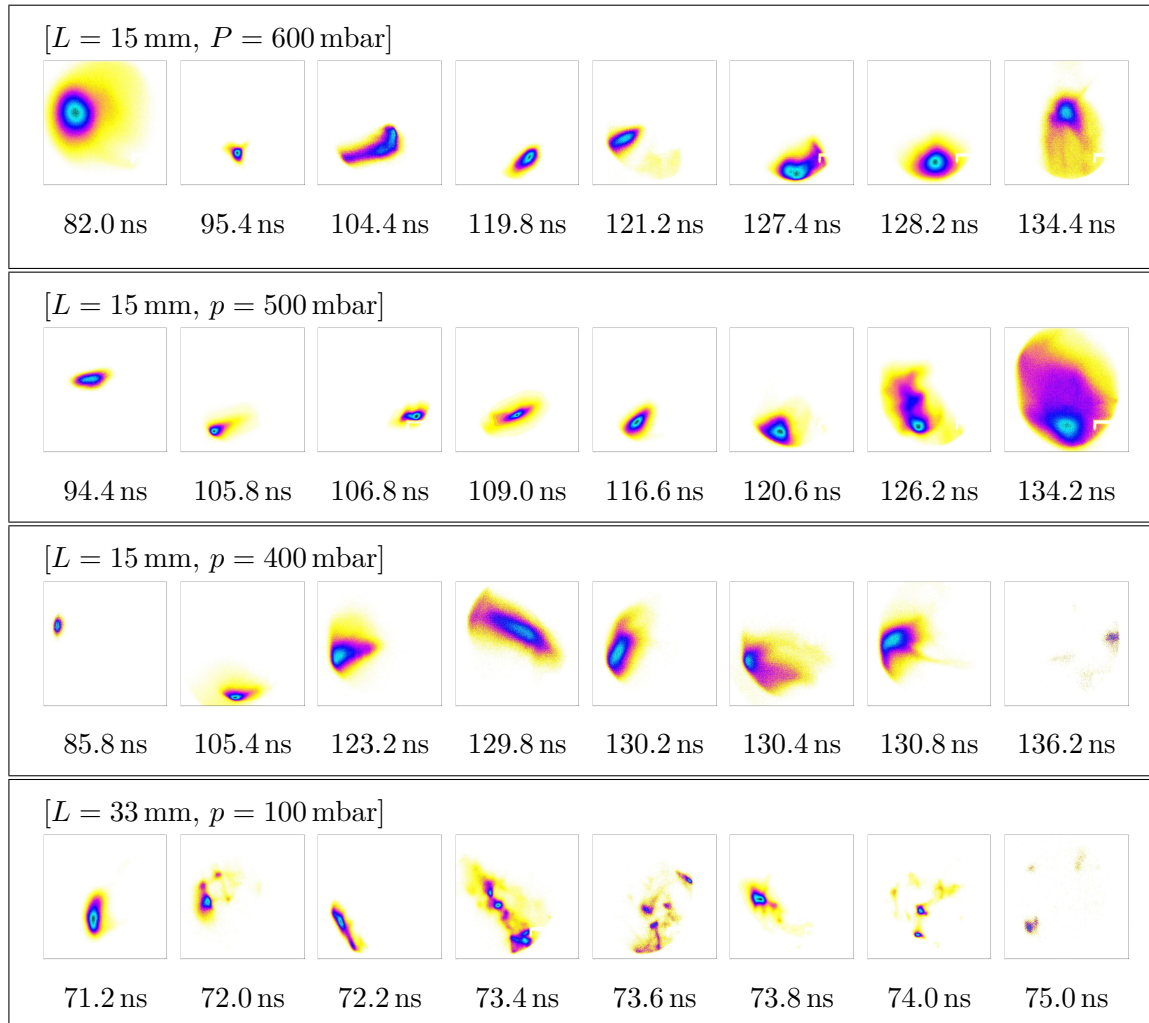 [L = 15 mm, P = 600 mbar]
82.0 ns 95.4 ns 104.4 ns 119.8 ns 121.2 ns 127.4 ns 128.2 ns 134.4 ns
[L = 15 mm, p = 500 mbar]
94.4 ns 105.8 ns 106.8 ns 109.0 ns 116.6 ns 120.6 ns 126.2 ns 134.2 ns
[L = 15 mm, p = 400 mbar]
85.8 ns 105.4 ns 123.2 ns 129.8 ns 130.2 ns 130.4 ns 130.8 ns 136.2 ns
[L = 33 mm, p = 100 mbar]
71.2 ns 72.0 ns 72.2 ns 73.4 ns 73.6 ns 73.8 ns 74.0 ns 75.0 ns